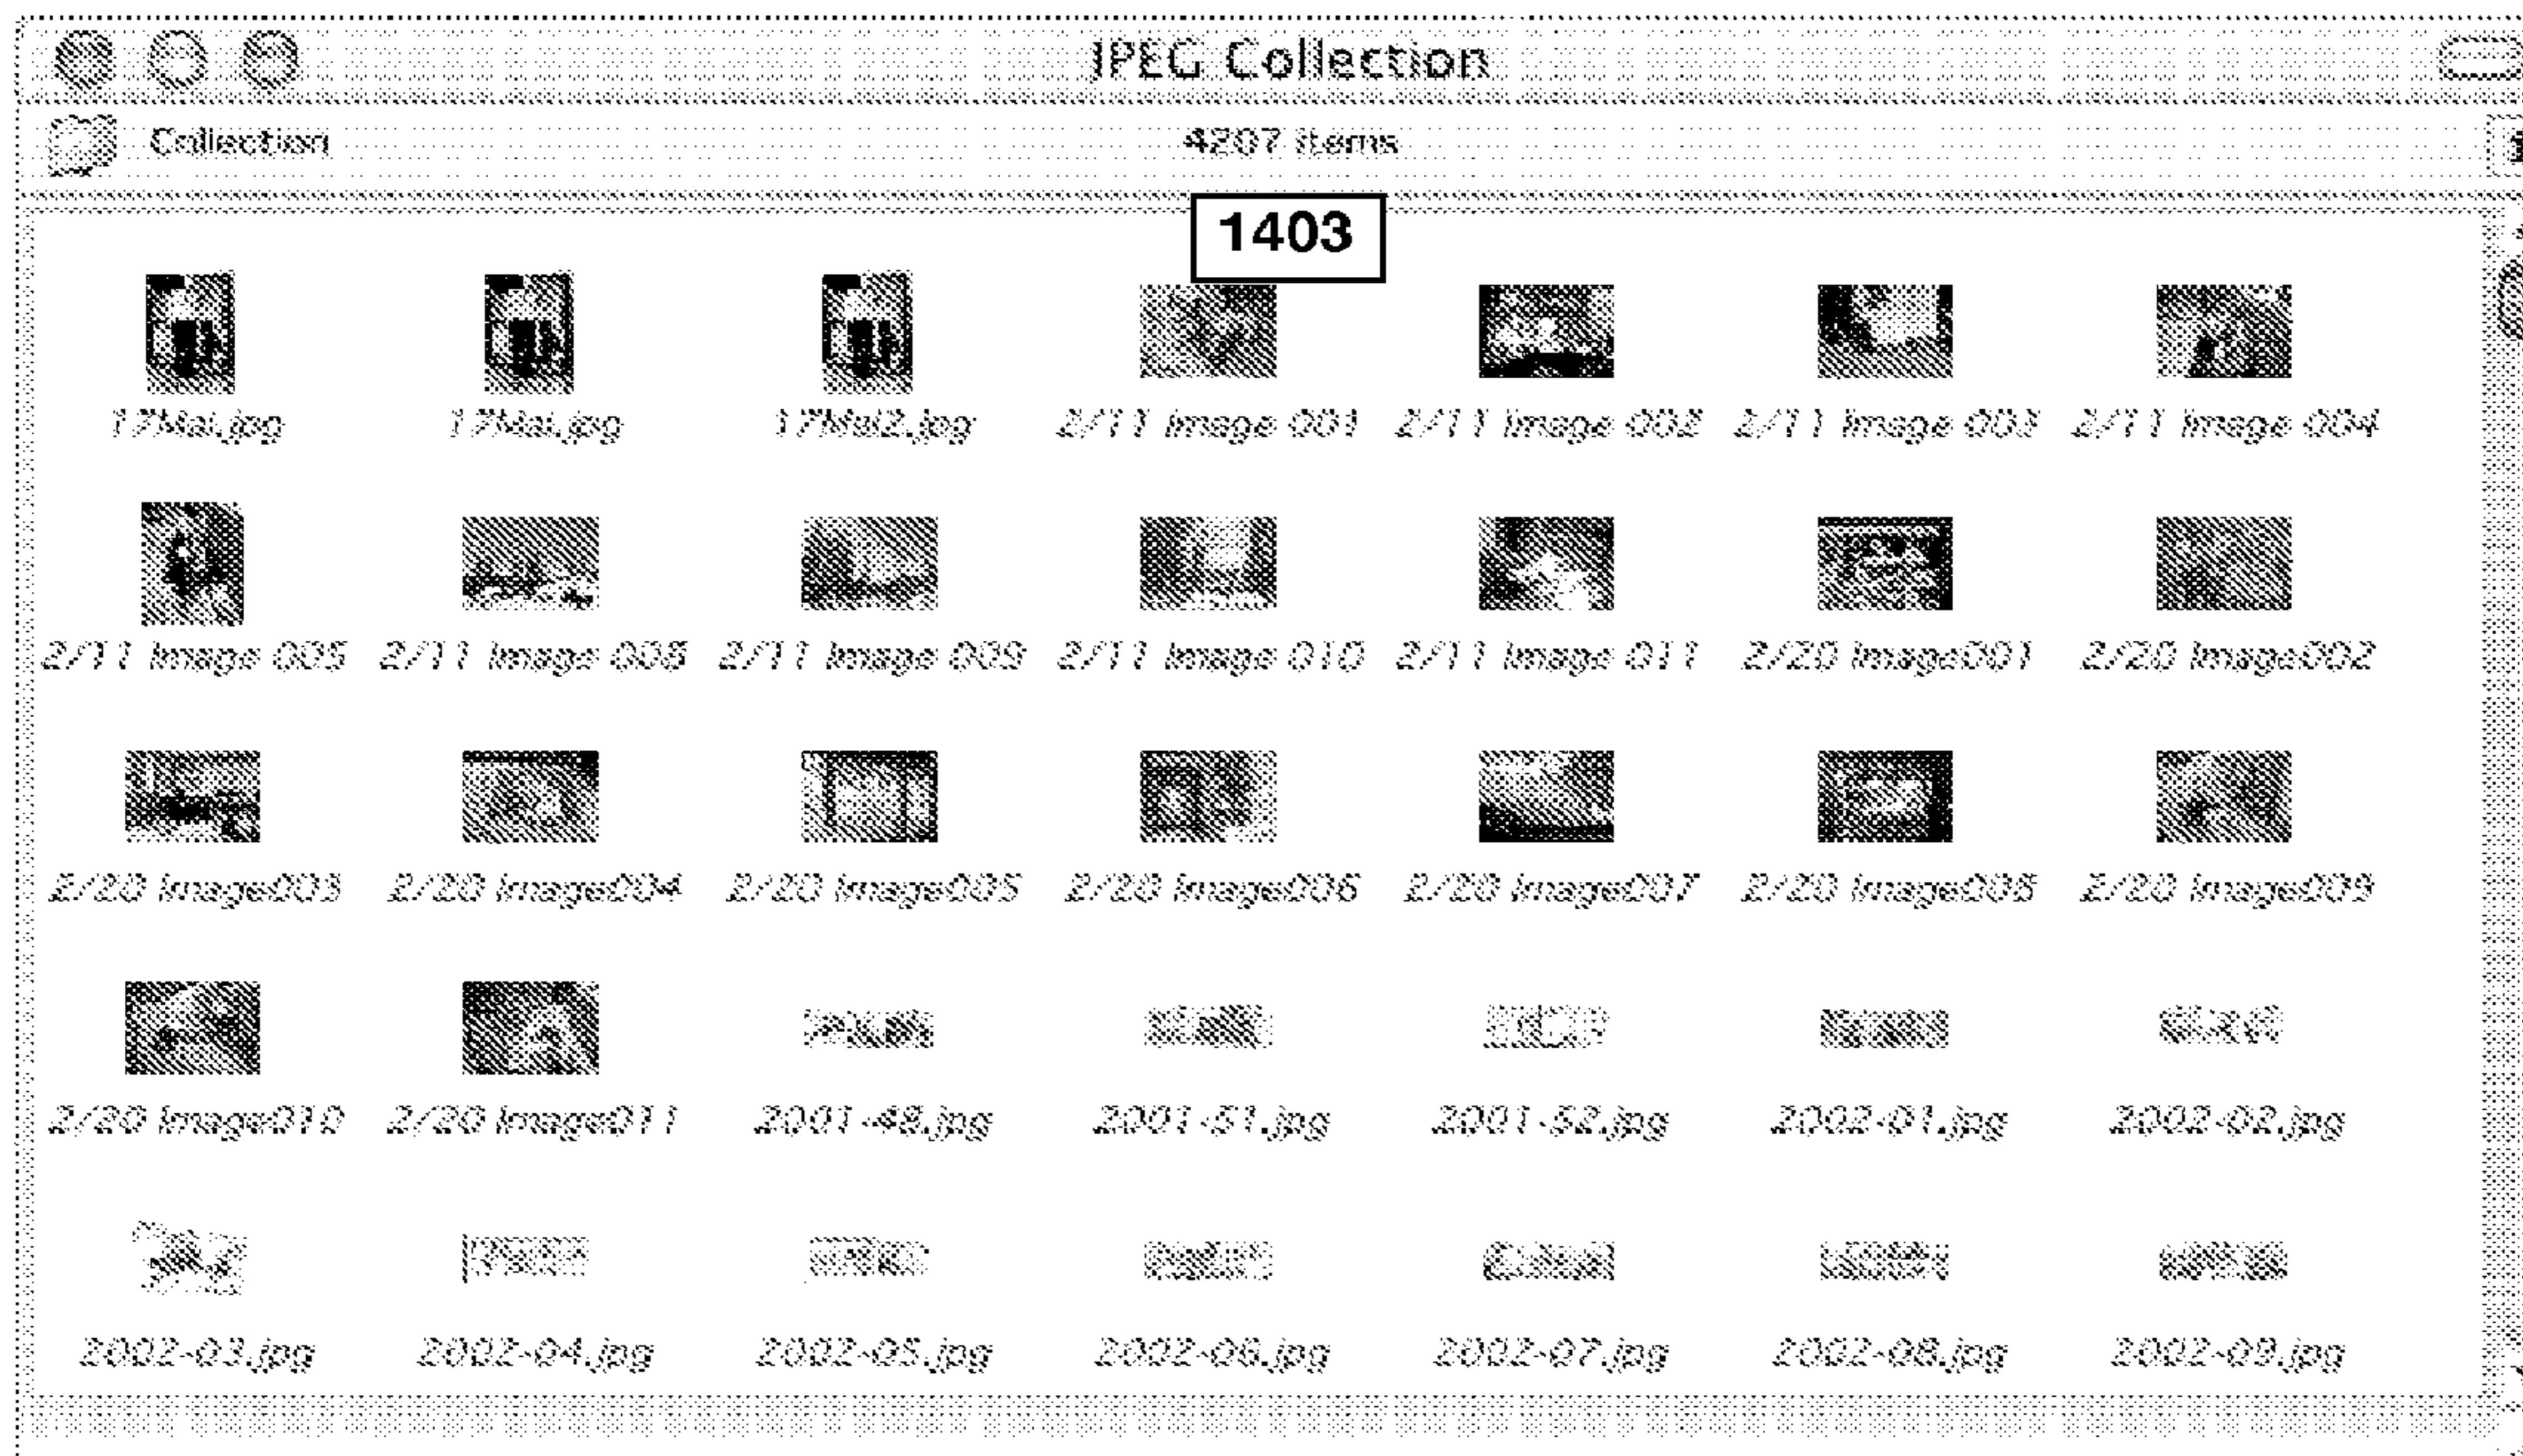 JPEG Collection
Collection 4207 items
1403
17Mai.jpg 17Mai.jpg 17Mai2.jpg 2/11 Image 001 2/11 Image 002 2/11 Image 003 2/11 Image 004
2/11 Image 005 2/11 Image 008 2/11 Image 009 2/11 Image 010 2/11 Image 011 2/20 Image001 2/20 Image002
2/20 Image003 2/20 Image004 2/20 Image005 2/20 Image006 2/20 Image007 2/20 Image008 2/20 Image009
2/20 Image010 2/20 Image011 2001-48.jpg 2001-51.jpg 2001-52.jpg 2002-01.jpg 2002-02.jpg
2002-03.jpg 2002-04.jpg 2002-05.jpg 2002-06.jpg 2002-07.jpg 2002-08.jpg 2002-09.jpg